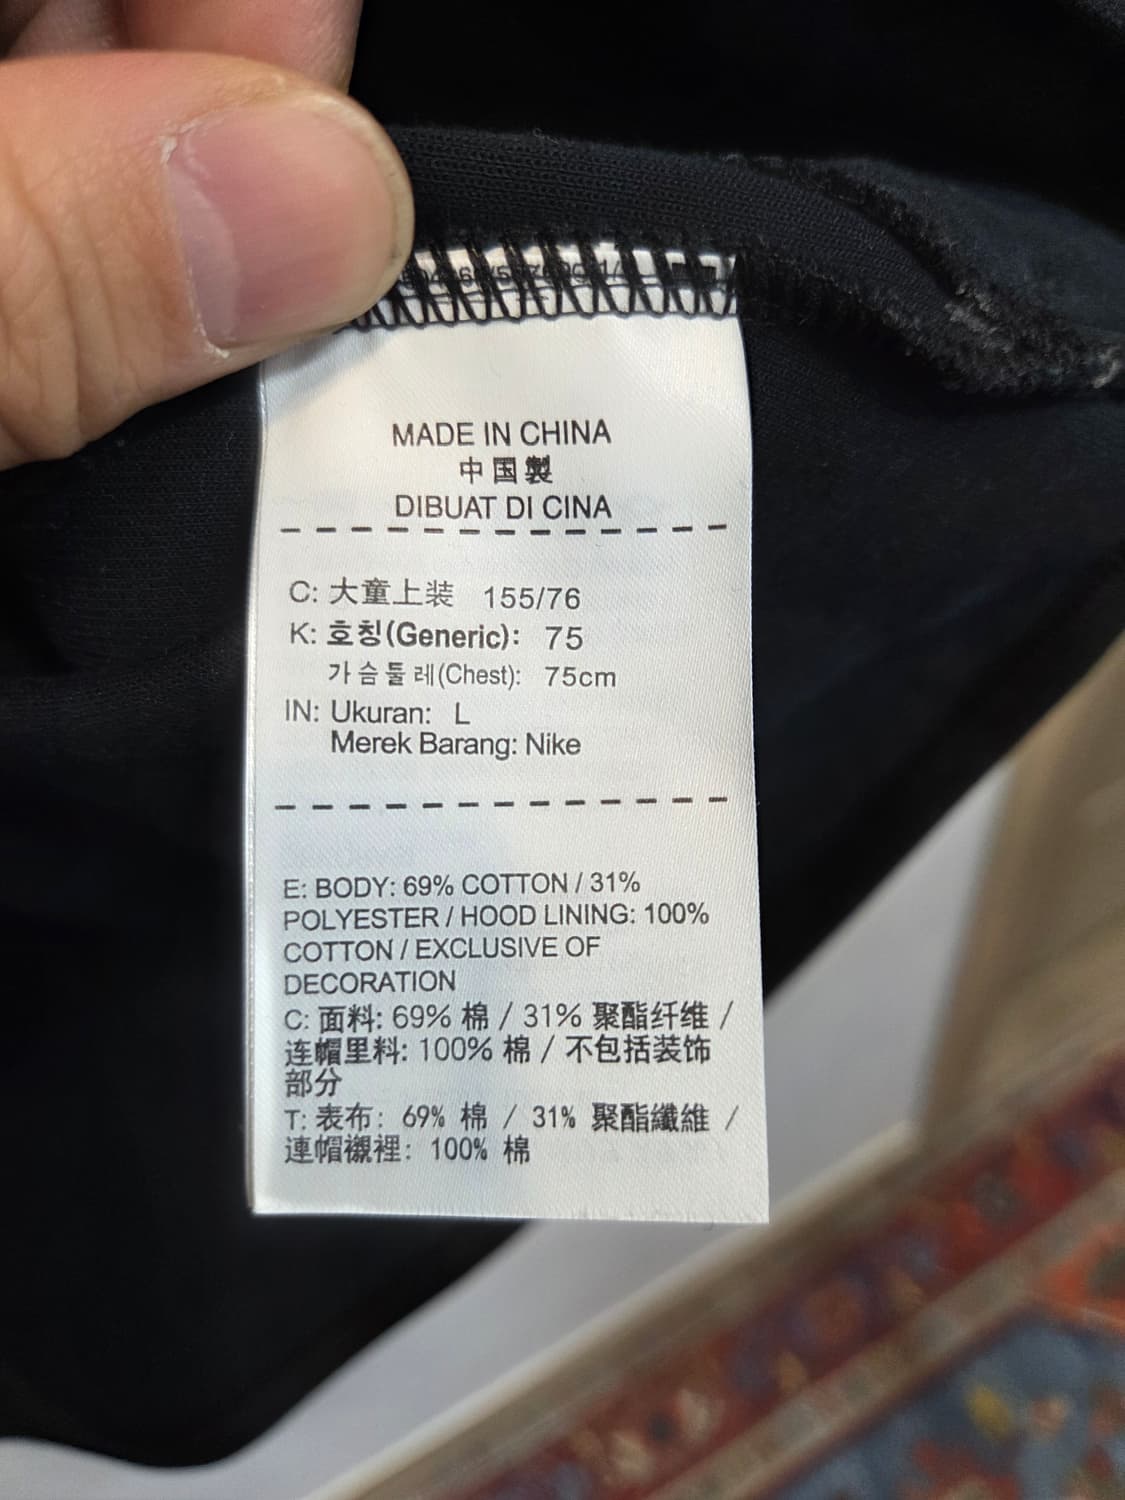 MADE IN CHINA
中国製
DIBUAT DI CINA
C: 大童上装 155/76
K: 호칭(Generic): 75
가슴둘레(Chest): 75cm
IN: Ukuran: L
Merek Barang: Nike
E: BODY: 69% COTTON / 31%
POLYESTER / HOOD LINING: 100%
COTTON / EXCLUSIVE OF
DECORATION
C: 面料: 69% 棉 / 31% 聚酯纤维 /
连帽里料: 100% 棉 / 不包括装饰
部分
T: 表布: 69% 棉 / 31% 聚酯纖維 /
連帽襯裡: 100% 棉